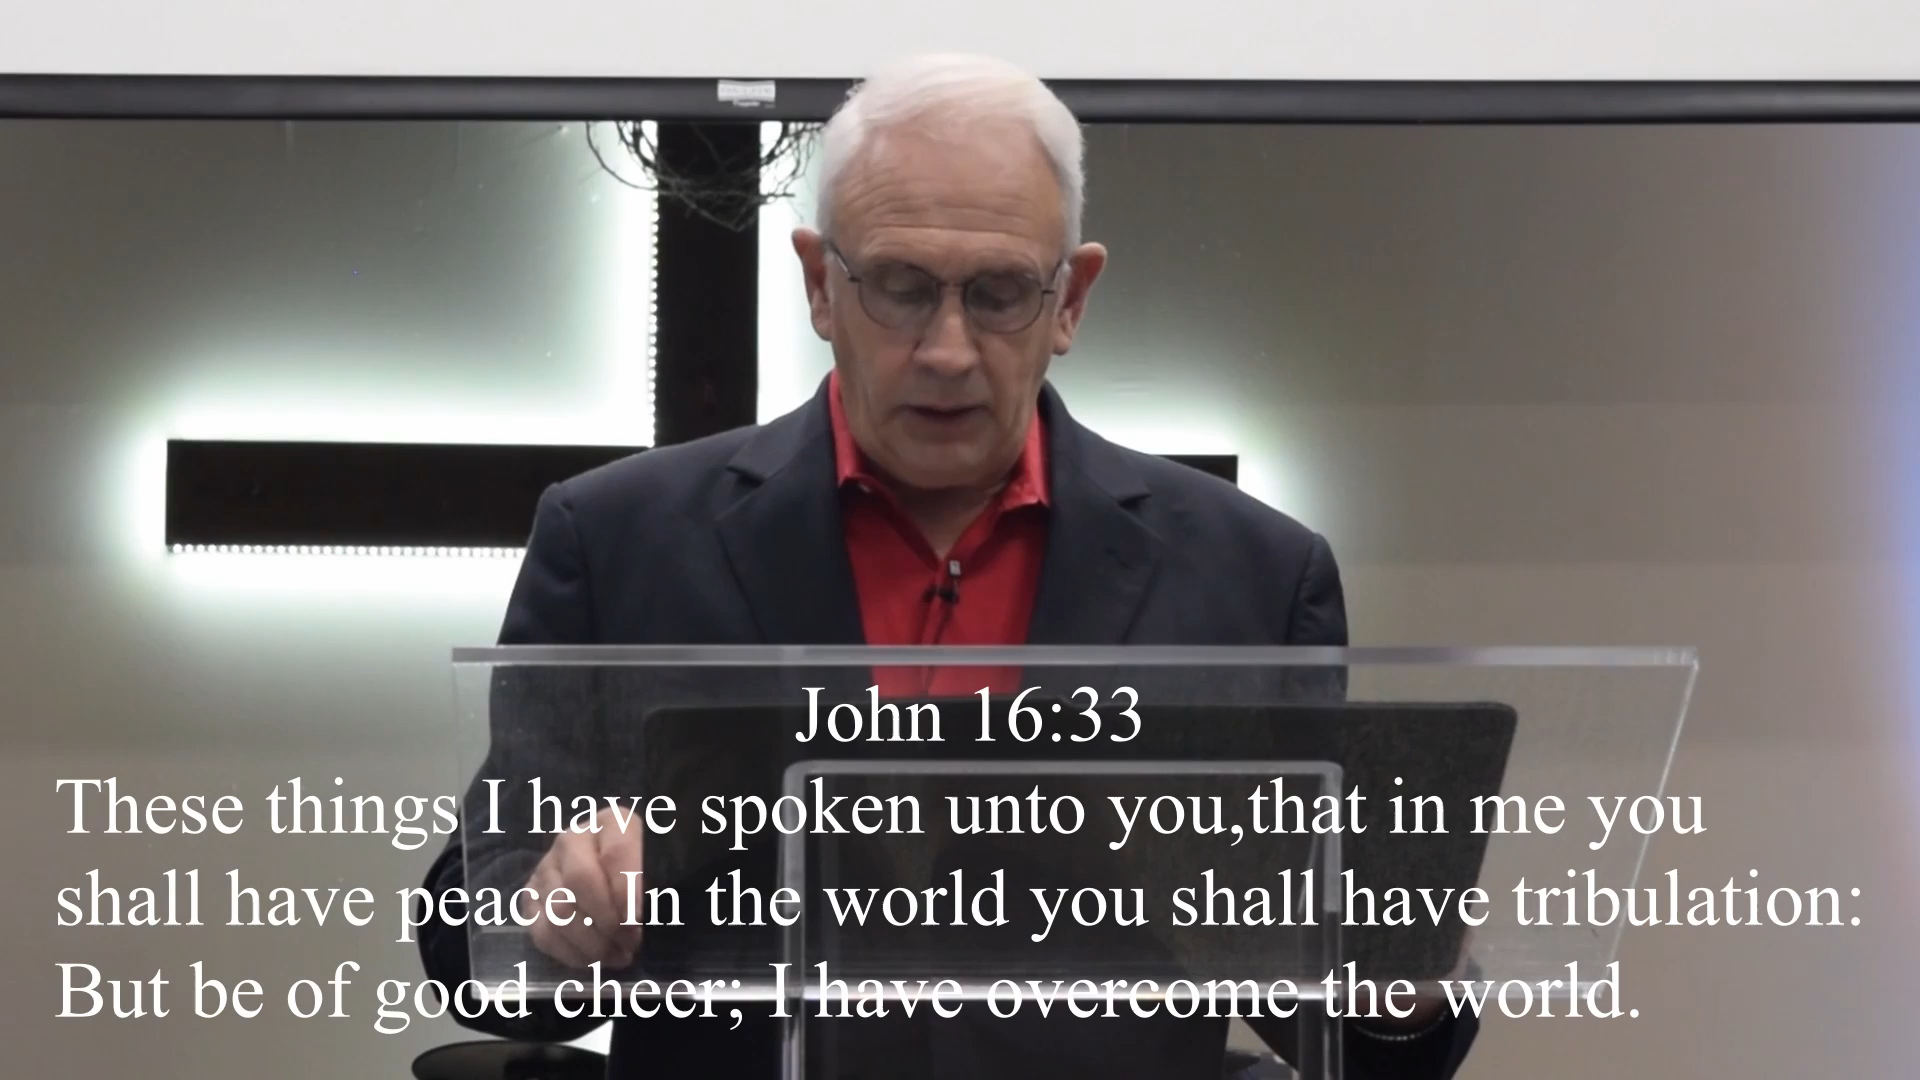 John 16:33
These things I have spoken unto you,that in me you
shall have peace. In the world you shall have tribulation:
But be of good cheer; I have overcome the world.